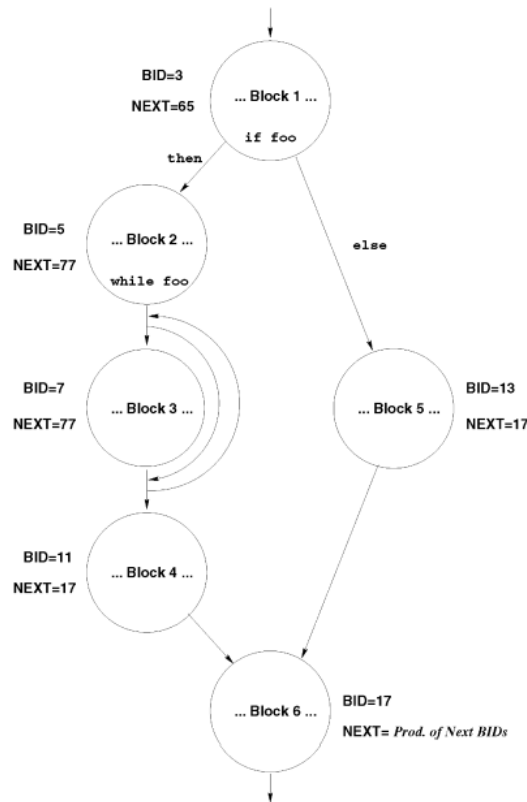 BID=3
... Block 1 ...
NEXT=65
if foo
then
BID=5
... Block 2 ...
else
NEXT=77
while foo
BID=7
BID=13
... Block 3 ...
... Block 5 ...
NEXT=77
NEXT=17
BID=11
... Block 4 ...
NEXT=17
BID=17
... Block 6 ...
NEXT= Prod. of Next BIDs